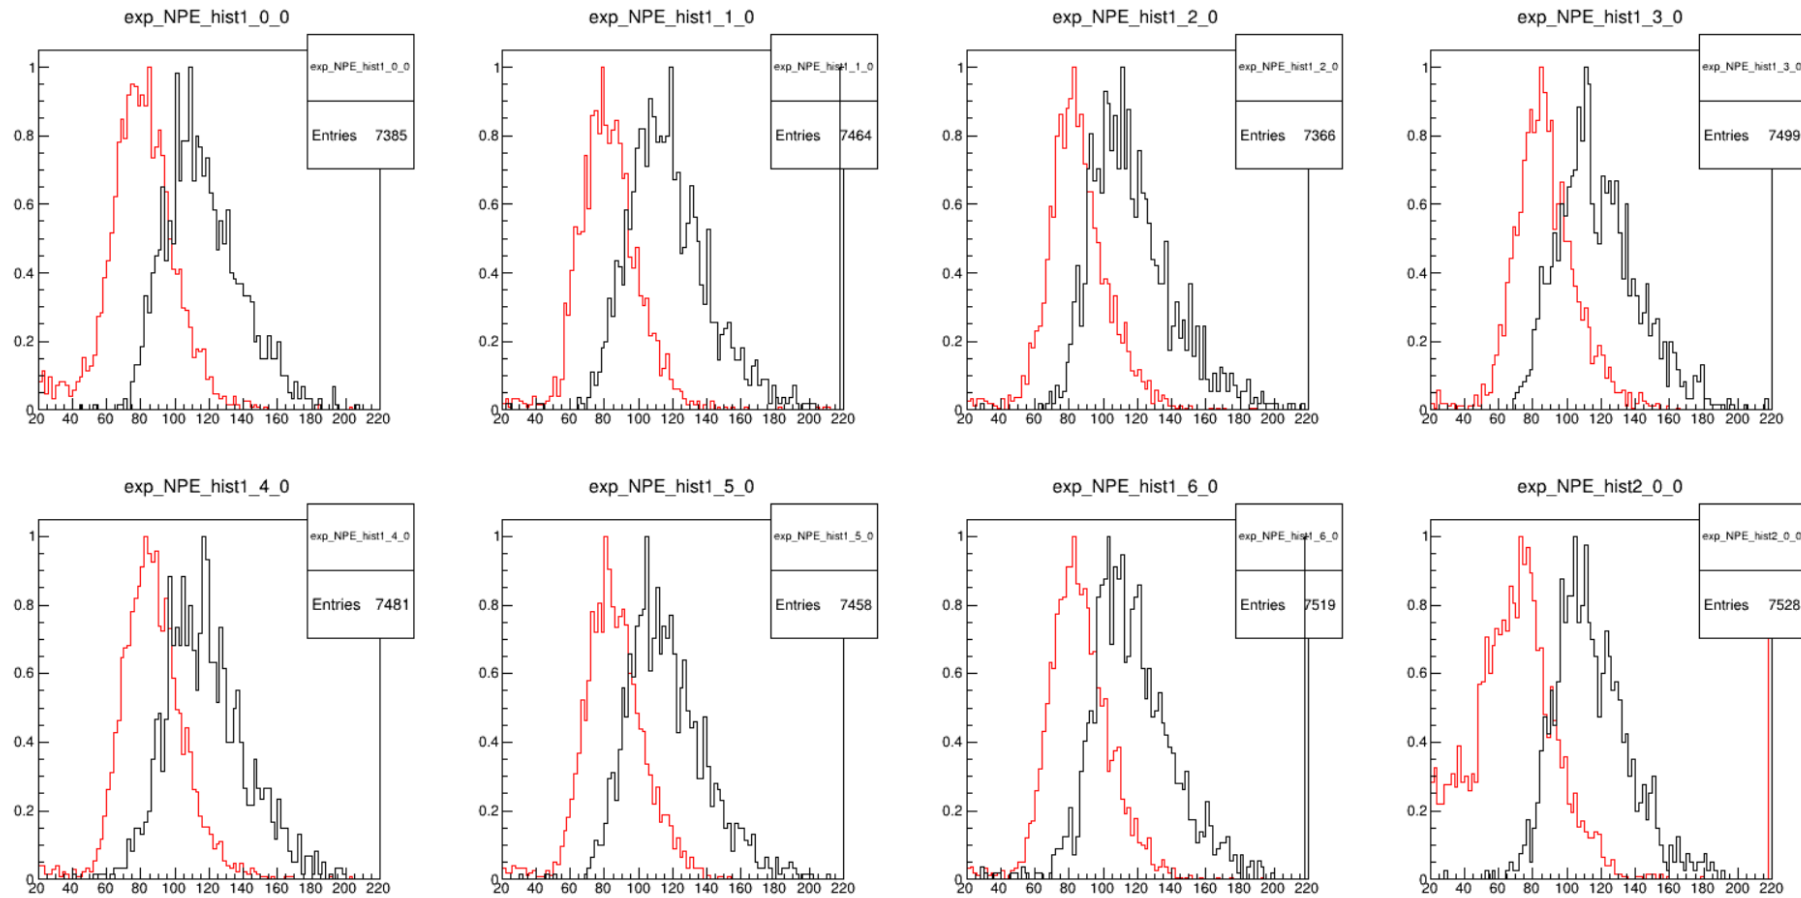 exp_NPE_hist1_0_0
exp_NPE_hist1_0_0
Entries 7385
1
0.8
0.6
0.4
0.2
0
20 40 60 80 100 120 140 160 180 200 220
exp_NPE_hist1_1_0
exp_NPE_hist1_1_0
Entries 7464
1
0.8
0.6
0.4
0.2
0
20 40 60 80 100 120 140 160 180 200 220
exp_NPE_hist1_2_0
exp_NPE_hist1_2_0
Entries 7366
1
0.8
0.6
0.4
0.2
0
20 40 60 80 100 120 140 160 180 200 220
exp_NPE_hist1_3_0
exp_NPE_hist1_3_0
Entries 7499
1
0.8
0.6
0.4
0.2
0
20 40 60 80 100 120 140 160 180 200 220
exp_NPE_hist1_4_0
exp_NPE_hist1_4_0
Entries 7481
1
0.8
0.6
0.4
0.2
0
20 40 60 80 100 120 140 160 180 200 220
exp_NPE_hist1_5_0
exp_NPE_hist1_5_0
Entries 7458
1
0.8
0.6
0.4
0.2
0
20 40 60 80 100 120 140 160 180 200 220
exp_NPE_hist1_6_0
exp_NPE_hist1_6_0
Entries 7519
1
0.8
0.6
0.4
0.2
0
20 40 60 80 100 120 140 160 180 200 220
exp_NPE_hist2_0_0
exp_NPE_hist2_0_0
Entries 7528
1
0.8
0.6
0.4
0.2
0
20 40 60 80 100 120 140 160 180 200 220